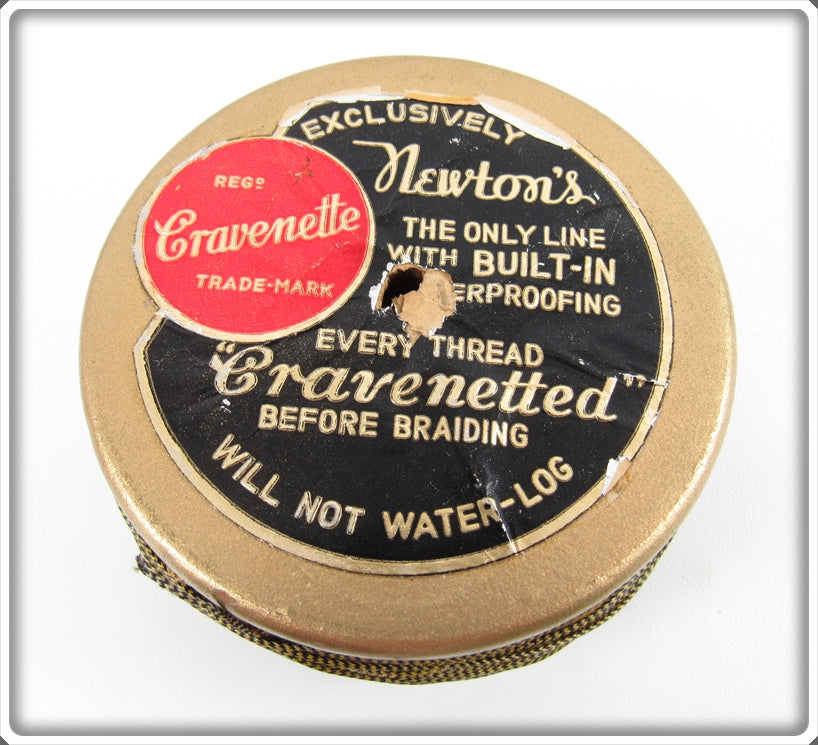 EXCLUSIVELY
Newton's
REGD
Cravenette
TRADE-MARK
THE ONLY LINE
WITH BUILT-IN
ERPROOFING
EVERY THREAD
"Cravenetted"
BEFORE BRAIDING
WILL NOT WATER-LOG